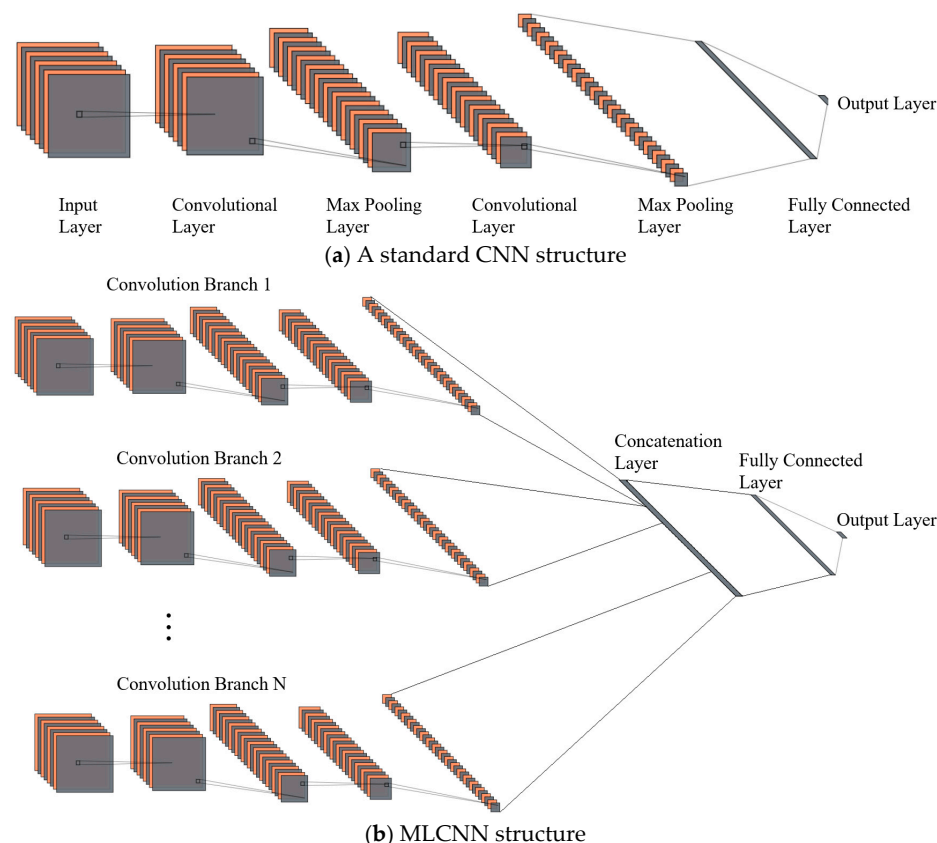 Output Layer
Input
Layer
Convolutional
Layer
Max Pooling
Layer
Convolutional
Layer
Max Pooling
Layer
Fully Connected
Layer
(a) A standard CNN structure
Convolution Branch 1
Concatenation
Layer
Fully Connected
Layer
Output Layer
Convolution Branch 2
Convolution Branch N
(b) MLCNN structure